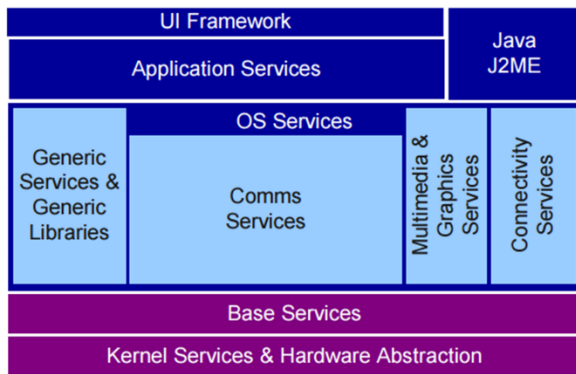 UI Framework
Java
J2ME
Application Services
OS Services
Generic
Services &
Generic
Libraries
Comms
Services
Multimedia &
Graphics
Services
Connectivity
Services
Base Services
Kernel Services & Hardware Abstraction